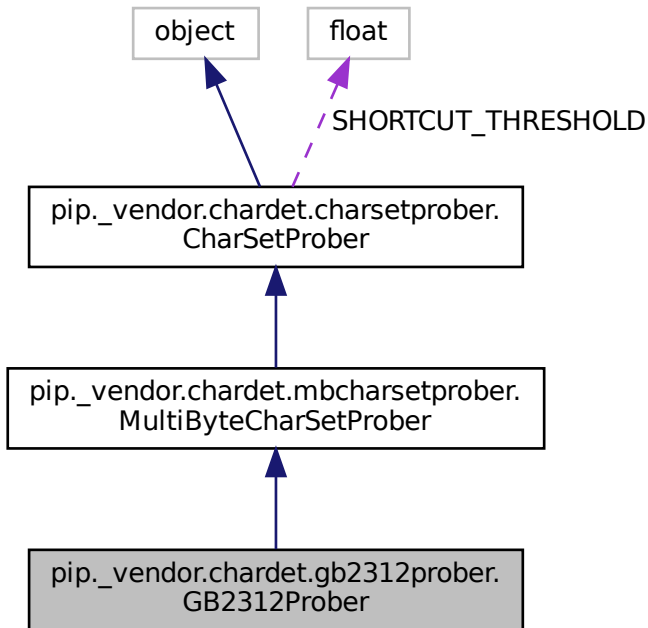 object
float
SHORTCUT_THRESHOLD
pip._vendor.chardet.charsetprober.
CharSetProber
pip._vendor.chardet.mbcharsetprober.
MultiByteCharSetProber
pip._vendor.chardet.gb2312prober.
GB2312Prober